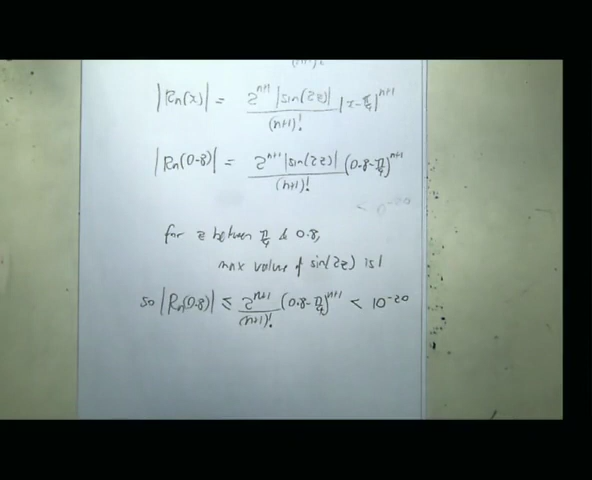 (n+1)!
|Rn(x)| = 2^{n+1} |sin(2z)| / (n+1)! |x - π/4|^{n+1}
|Rn(0.8)| = 2^{n+1} |sin(2z)| / (n+1)! (0.8 - π/4)^{n+1}
for z between π/4 & 0.8,
max value of sin(2z) is 1
so |Rn(0.8)| ≤ 2^{n+1} / (n+1)! (0.8 - π/4)^{n+1} < 10^{-20}